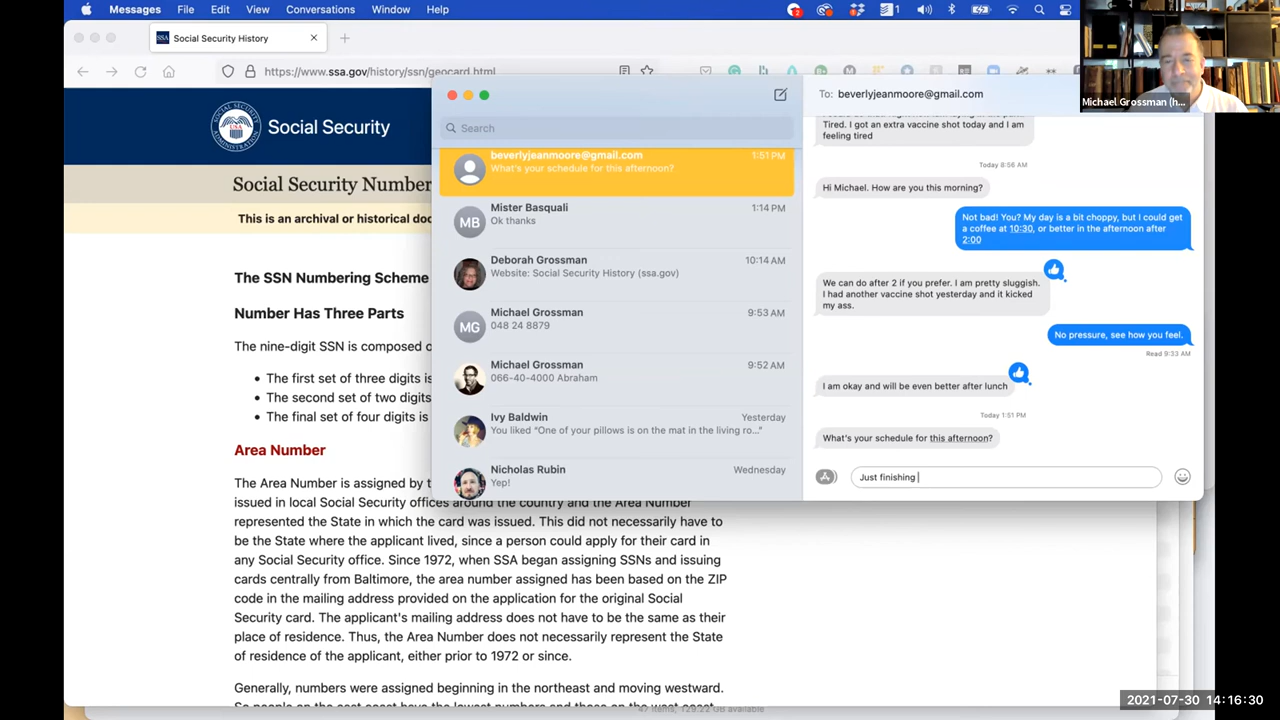 Messages File Edit View Conversations Window Help
1
Social Security History
https://www.ssa.gov/history/ssn/geocard.html
Social Security
Social Security Number
This is an archival or historical doc
The SSN Numbering Scheme
Number Has Three Parts
The nine-digit SSN is composed o
• The first set of three digits is
• The second set of two digits
• The final set of four digits is
Area Number
The Area Number is assigned by t
issued in local Social Security offices around the country and the Area Number
represented the State in which the card was issued. This did not necessarily have to
be the State where the applicant lived, since a person could apply for their card in
any Social Security office. Since 1972, when SSA began assigning SSNs and issuing
cards centrally from Baltimore, the area number assigned has been based on the ZIP
code in the mailing address provided on the application for the original Social
Security card. The applicant's mailing address does not have to be the same as their
place of residence. Thus, the Area Number does not necessarily represent the State
of residence of the applicant, either prior to 1972 or since.
Generally, numbers were assigned beginning in the northeast and moving westward.
Search
beverlyjeanmoore@gmail.com 1:51 PM
What's your schedule for this afternoon?
MB
Mister Basquali 1:14 PM
Ok thanks
Deborah Grossman 10:14 AM
Website: Social Security History (ssa.gov)
MG
Michael Grossman 9:53 AM
048 24 8879
Michael Grossman 9:52 AM
066-40-4000 Abraham
Ivy Baldwin Yesterday
You liked “One of your pillows is on the mat in the living ro...”
Nicholas Rubin Wednesday
Yep!
To: beverlyjeanmoore@gmail.com
Tired. I got an extra vaccine shot today and I am
feeling tired
Today 8:56 AM
Hi Michael. How are you this morning?
Not bad! You? My day is a bit choppy, but I could get
a coffee at 10:30, or better in the afternoon after
2:00
We can do after 2 if you prefer. I am pretty sluggish.
I had another vaccine shot yesterday and it kicked
my ass.
No pressure, see how you feel.
Read 9:33 AM
I am okay and will be even better after lunch
Today 1:51 PM
What's your schedule for this afternoon?
Just finishing
Michael Grossman (h...
47 items, 129.22 GB available
2021-07-30 14:16:30